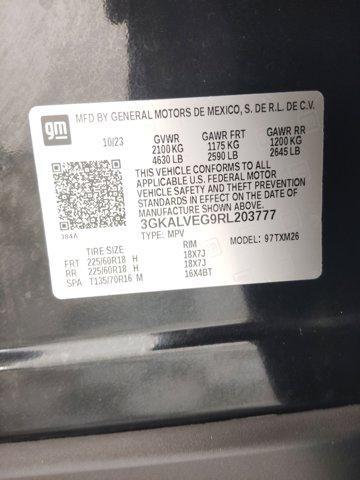 MFD BY GENERAL MOTORS DE MEXICO, S. DE R.L. DE C.V.
gm
10/23 GVWR GAWR FRT GAWR RR
2100KG 1175 KG 1200 KG
4630 LB 2590 LB 2645 LB
THIS VEHICLE CONFORMS TO ALL
APPLICABLE U.S. FEDERAL MOTOR
VEHICLE SAFETY AND THEFT PREVENTION
STANDARDS IN EFFECT ON THE DATE OF
MANUFACTURE SHOWN ABOVE.
3GKALVEG9RL203777
384A
TYPE: MPV MODEL: 97TXM26
TIRE SIZE RIM
FRT 225/60R18 H 18X7J
RR 225/60R18 H 18X7J
SPA T135/70R16 M 16X4BT